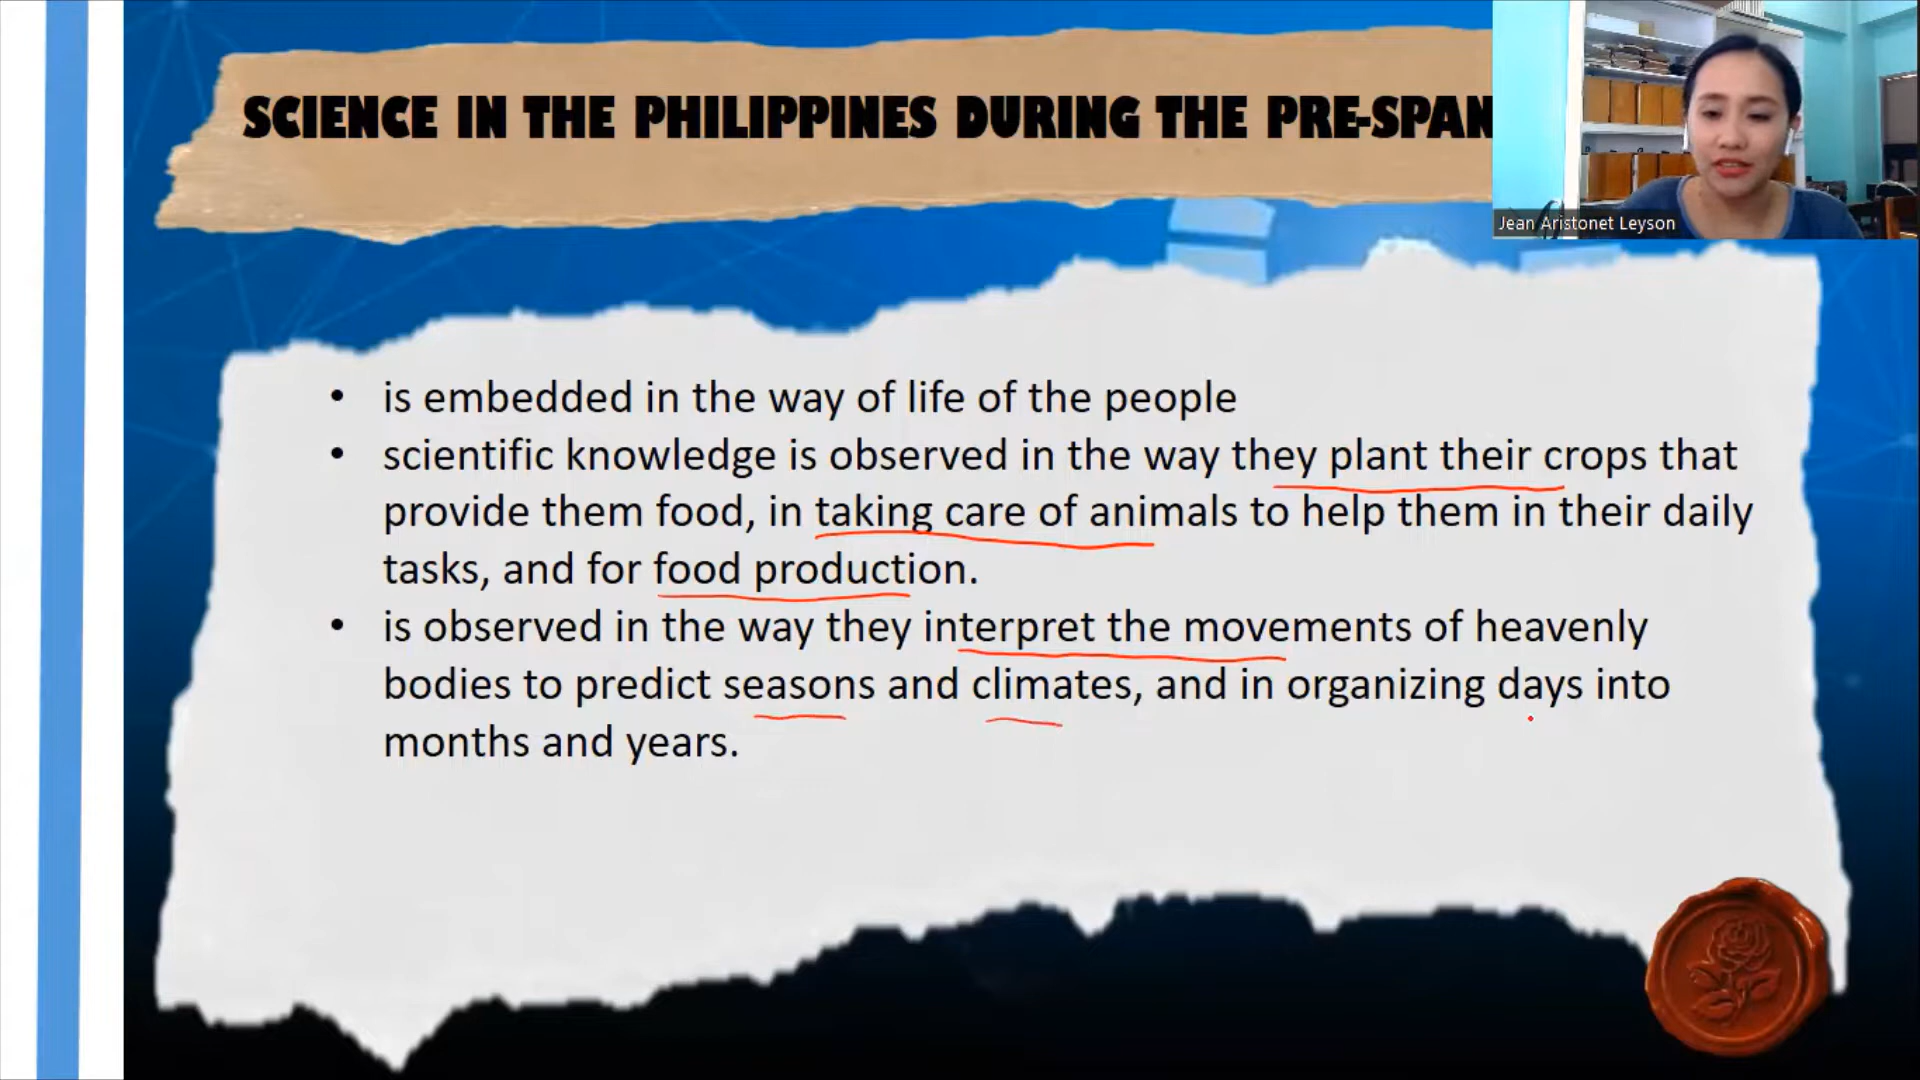 SCIENCE IN THE PHILIPPINES DURING THE PRE-SPAN
Jean Aristonet Leyson
• is embedded in the way of life of the people
• scientific knowledge is observed in the way they plant their crops that
provide them food, in taking care of animals to help them in their daily
tasks, and for food production.
• is observed in the way they interpret the movements of heavenly
bodies to predict seasons and climates, and in organizing days into
months and years.